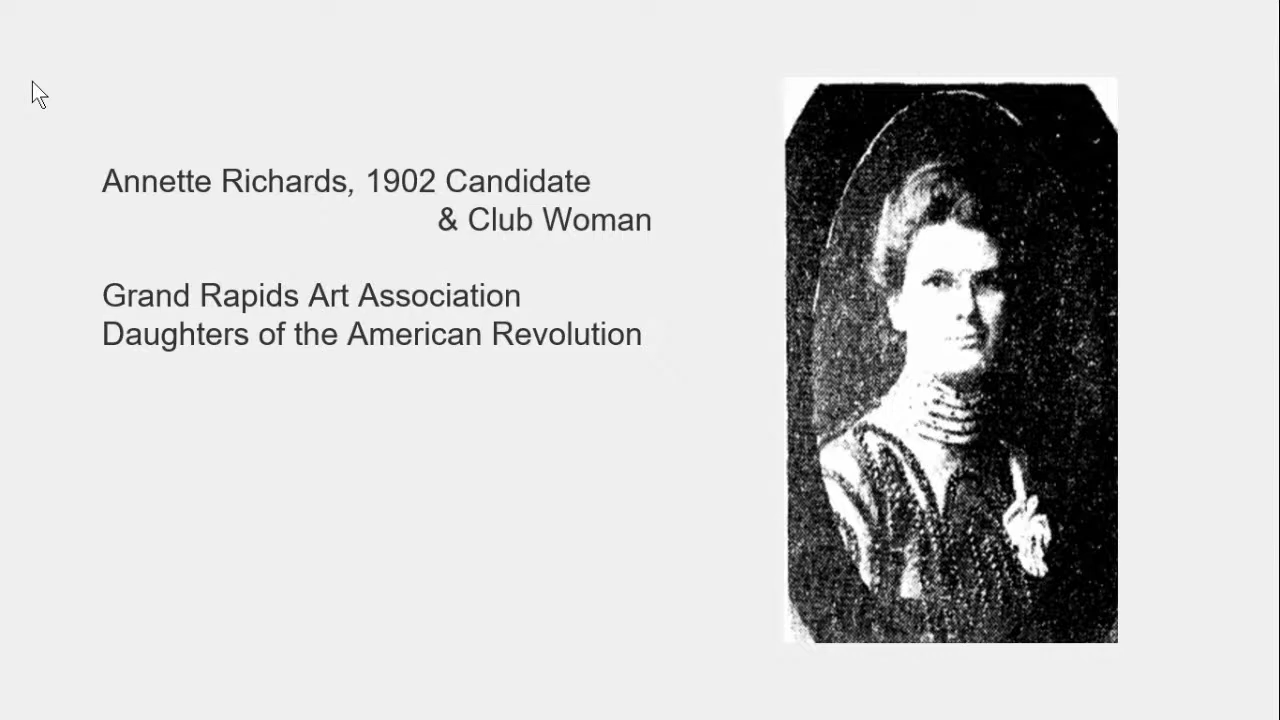 Annette Richards, 1902 Candidate
& Club Woman
Grand Rapids Art Association
Daughters of the American Revolution